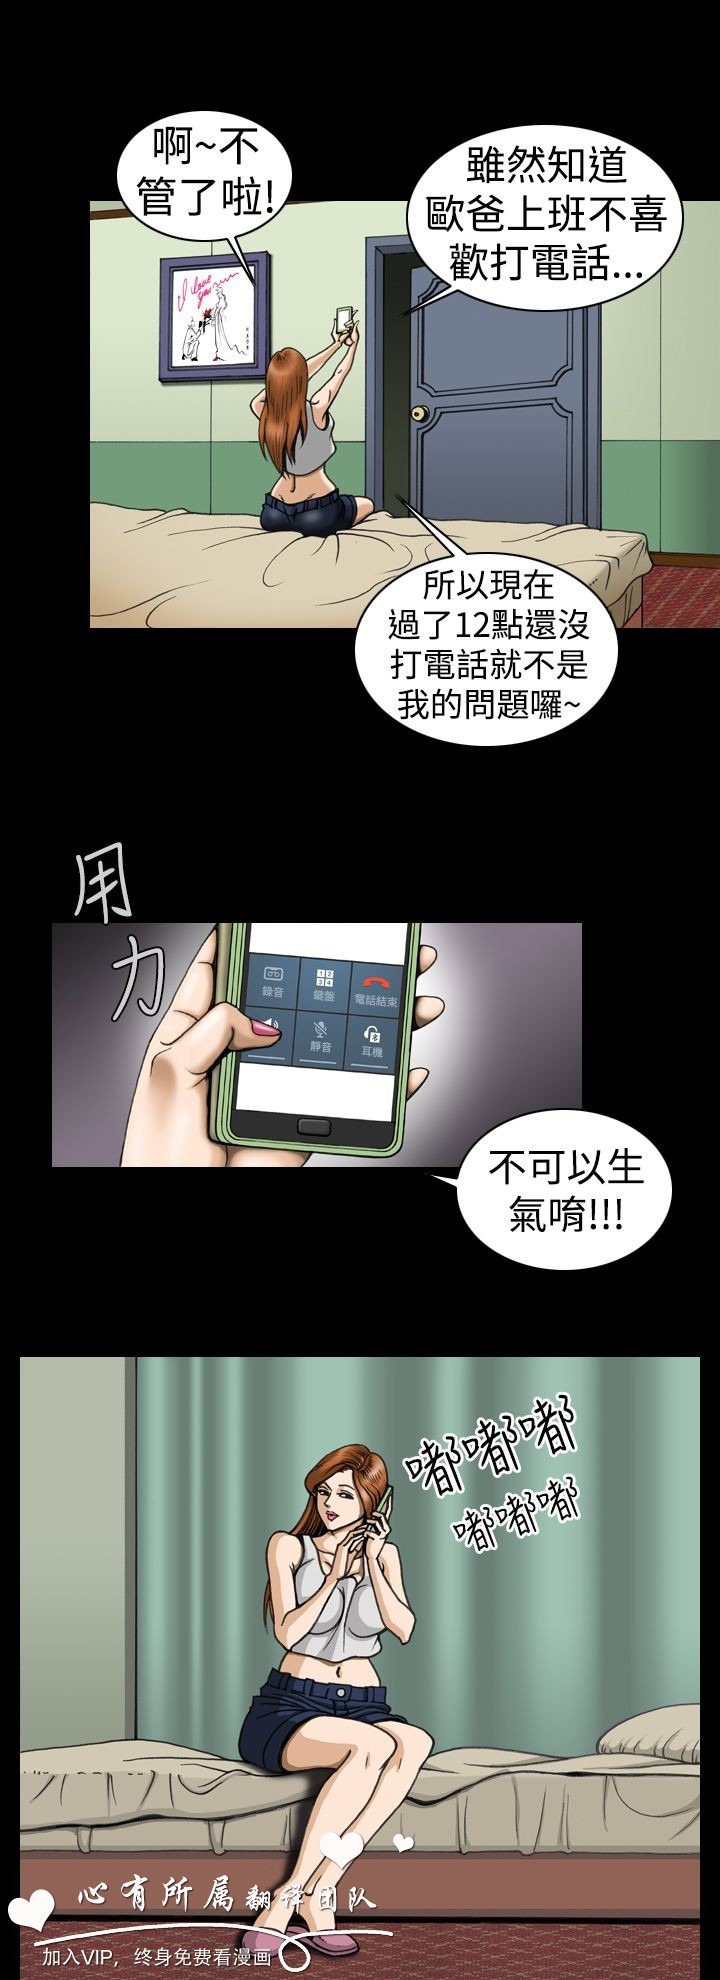 啊~不
管了啦!
雖然知道
歐爸上班不喜
歡打電話...
I love
you
所以現在
過了12點還沒
打電話就不是
我的問題囉~
用
力
錄音
鍵盤
電話結束
靜音
耳機
不可以生
氣唷!!!
嘟嘟嘟
嘟嘟嘟
心有所属翻译团队
加入VIP，终身免费看漫画